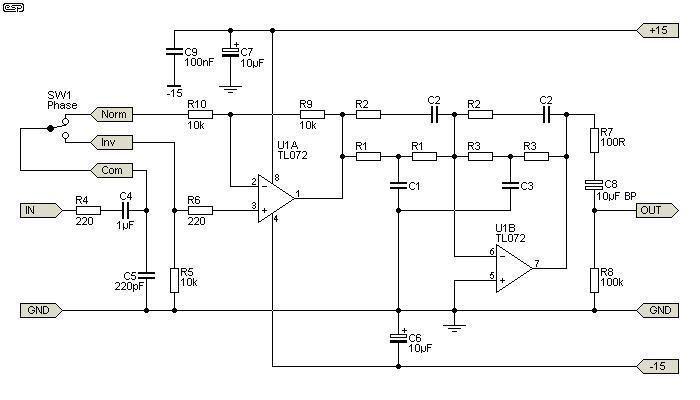 esp
+15
C9
100nF
+
C7
10µF
-15
SW1
Phase
Norm
R10
10k
R9
10k
R2
C2
R2
C2
R7
100R
Inv
U1A
TL072
R1
R1
R3
R3
Com
8
2
−
1
C1
C3
C8
10µF BP
IN
R4
220
C4
1µF
R6
220
3
+
4
OUT
U1B
TL072
6
−
7
5
+
C5
220pF
R5
10k
R8
100k
GND
GND
+
C6
10µF
-15